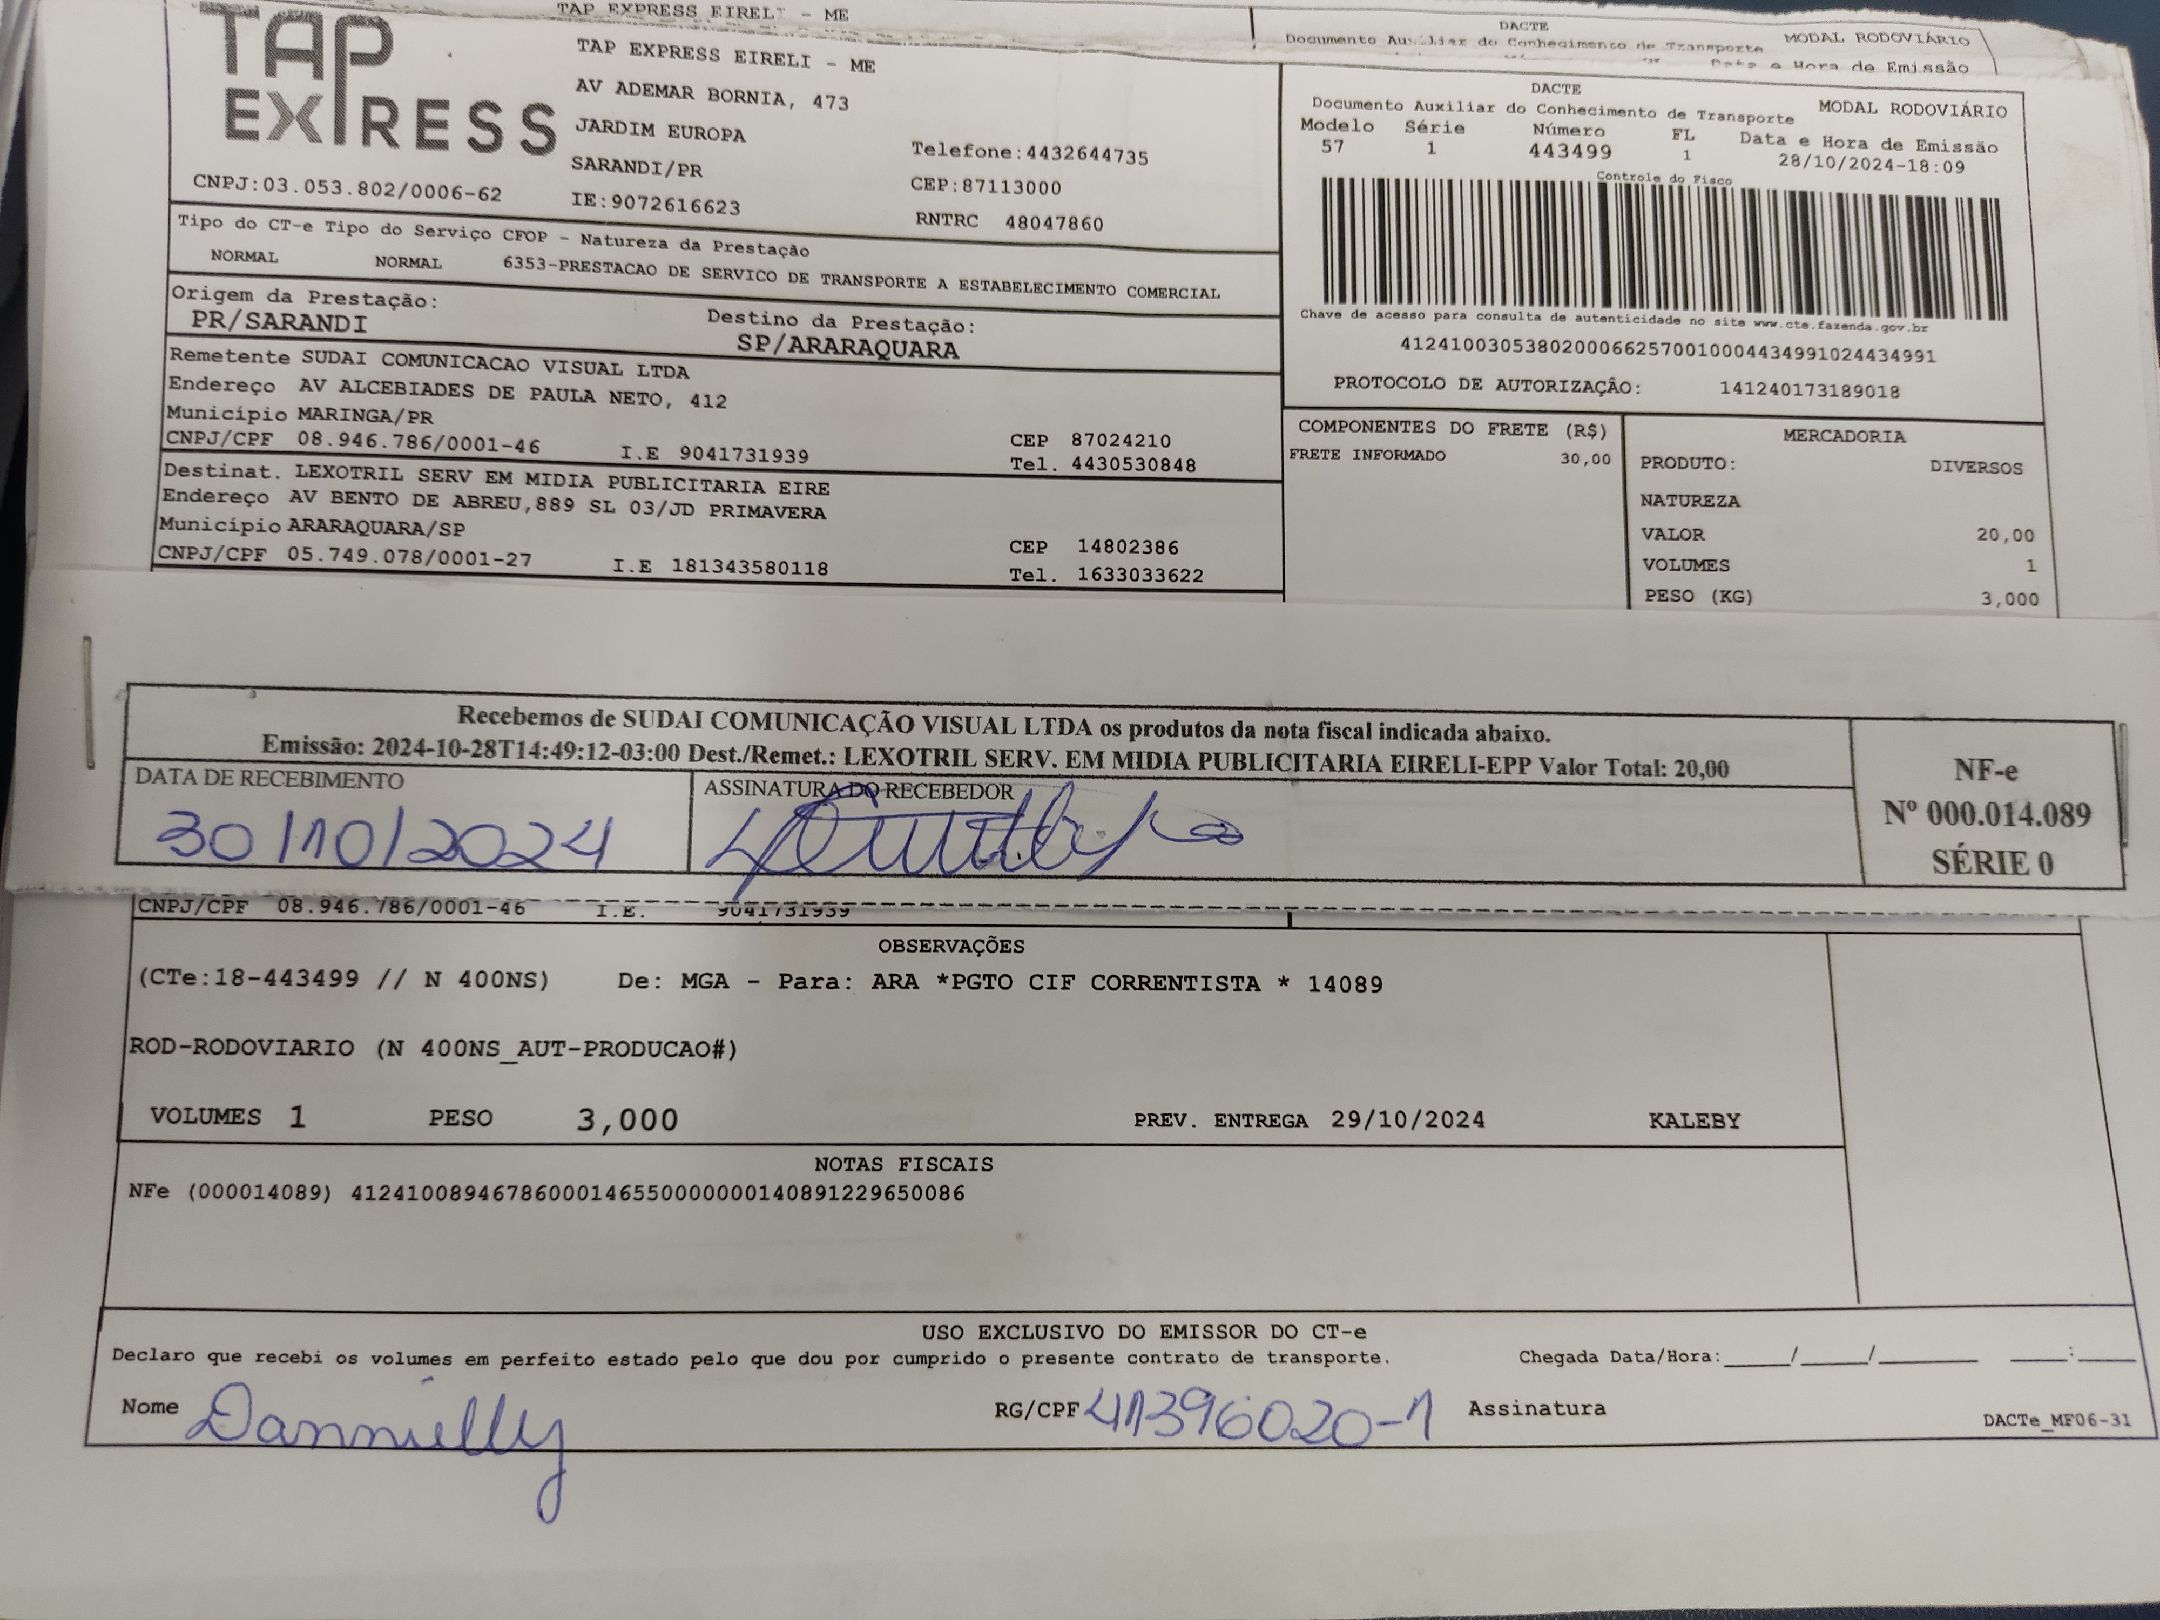 TAP EXPRESS EIRELI - ME
DACTE
Documento Auxiliar do Conhecimento de Transporte MODAL RODOVIÁRIO
Data e Hora de Emissão
TAP
EXPRESS
TAP EXPRESS EIRELI - ME
AV ADEMAR BORNIA, 473
JARDIM EUROPA
SARANDI/PR
IE:9072616623
Telefone:4432644735
CEP:87113000
RNTRC 48047860
CNPJ:03.053.802/0006-62
DACTE
Documento Auxiliar do Conhecimento de Transporte MODAL RODOVIÁRIO
Modelo Série Número FL Data e Hora de Emissão
57 1 443499 1 28/10/2024-18:09
Controle do Fisco
Chave de acesso para consulta de autenticidade no site www.cte.fazenda.gov.br
41241003053802000662570010004434991024434991
PROTOCOLO DE AUTORIZAÇÃO: 141240173189018
Tipo do CT-e Tipo do Serviço CFOP - Natureza da Prestação
NORMAL NORMAL 6353-PRESTACAO DE SERVICO DE TRANSPORTE A ESTABELECIMENTO COMERCIAL
Origem da Prestação: Destino da Prestação:
PR/SARANDI SP/ARARAQUARA
Remetente SUDAI COMUNICACAO VISUAL LTDA
Endereço AV ALCEBIADES DE PAULA NETO, 412
Município MARINGA/PR CEP 87024210
CNPJ/CPF 08.946.786/0001-46 I.E 9041731939 Tel. 4430530848
Destinat. LEXOTRIL SERV EM MIDIA PUBLICITARIA EIRE
Endereço AV BENTO DE ABREU,889 SL 03/JD PRIMAVERA
Município ARARAQUARA/SP CEP 14802386
CNPJ/CPF 05.749.078/0001-27 I.E 181343580118 Tel. 1633033622
COMPONENTES DO FRETE (R$)
FRETE INFORMADO 30,00
MERCADORIA
PRODUTO: DIVERSOS
NATUREZA
VALOR 20,00
VOLUMES 1
PESO (KG) 3,000
Recebemos de SUDAI COMUNICAÇÃO VISUAL LTDA os produtos da nota fiscal indicada abaixo.
Emissão: 2024-10-28T14:49:12-03:00 Dest./Remet.: LEXOTRIL SERV. EM MIDIA PUBLICITARIA EIRELI-EPP Valor Total: 20,00
DATA DE RECEBIMENTO ASSINATURA DO RECEBEDOR
30/10/2024
NF-e
Nº 000.014.089
SÉRIE 0
CNPJ/CPF 08.946.786/0001-46 I.E. 9041731939
OBSERVAÇÕES
(CTe:18-443499 // N 400NS) De: MGA - Para: ARA *PGTO CIF CORRENTISTA * 14089
ROD-RODOVIARIO (N 400NS_AUT-PRODUCAO#)
VOLUMES 1 PESO 3,000 PREV. ENTREGA 29/10/2024 KALEBY
NOTAS FISCAIS
NFe (000014089) 41241008946786000146550000000140891229650086
USO EXCLUSIVO DO EMISSOR DO CT-e
Declaro que recebi os volumes em perfeito estado pelo que dou por cumprido o presente contrato de transporte. Chegada Data/Hora:_____/_____/_______ ____:____
Nome Dannielly RG/CPF 41396020-1 Assinatura
DACTe_MF06-31